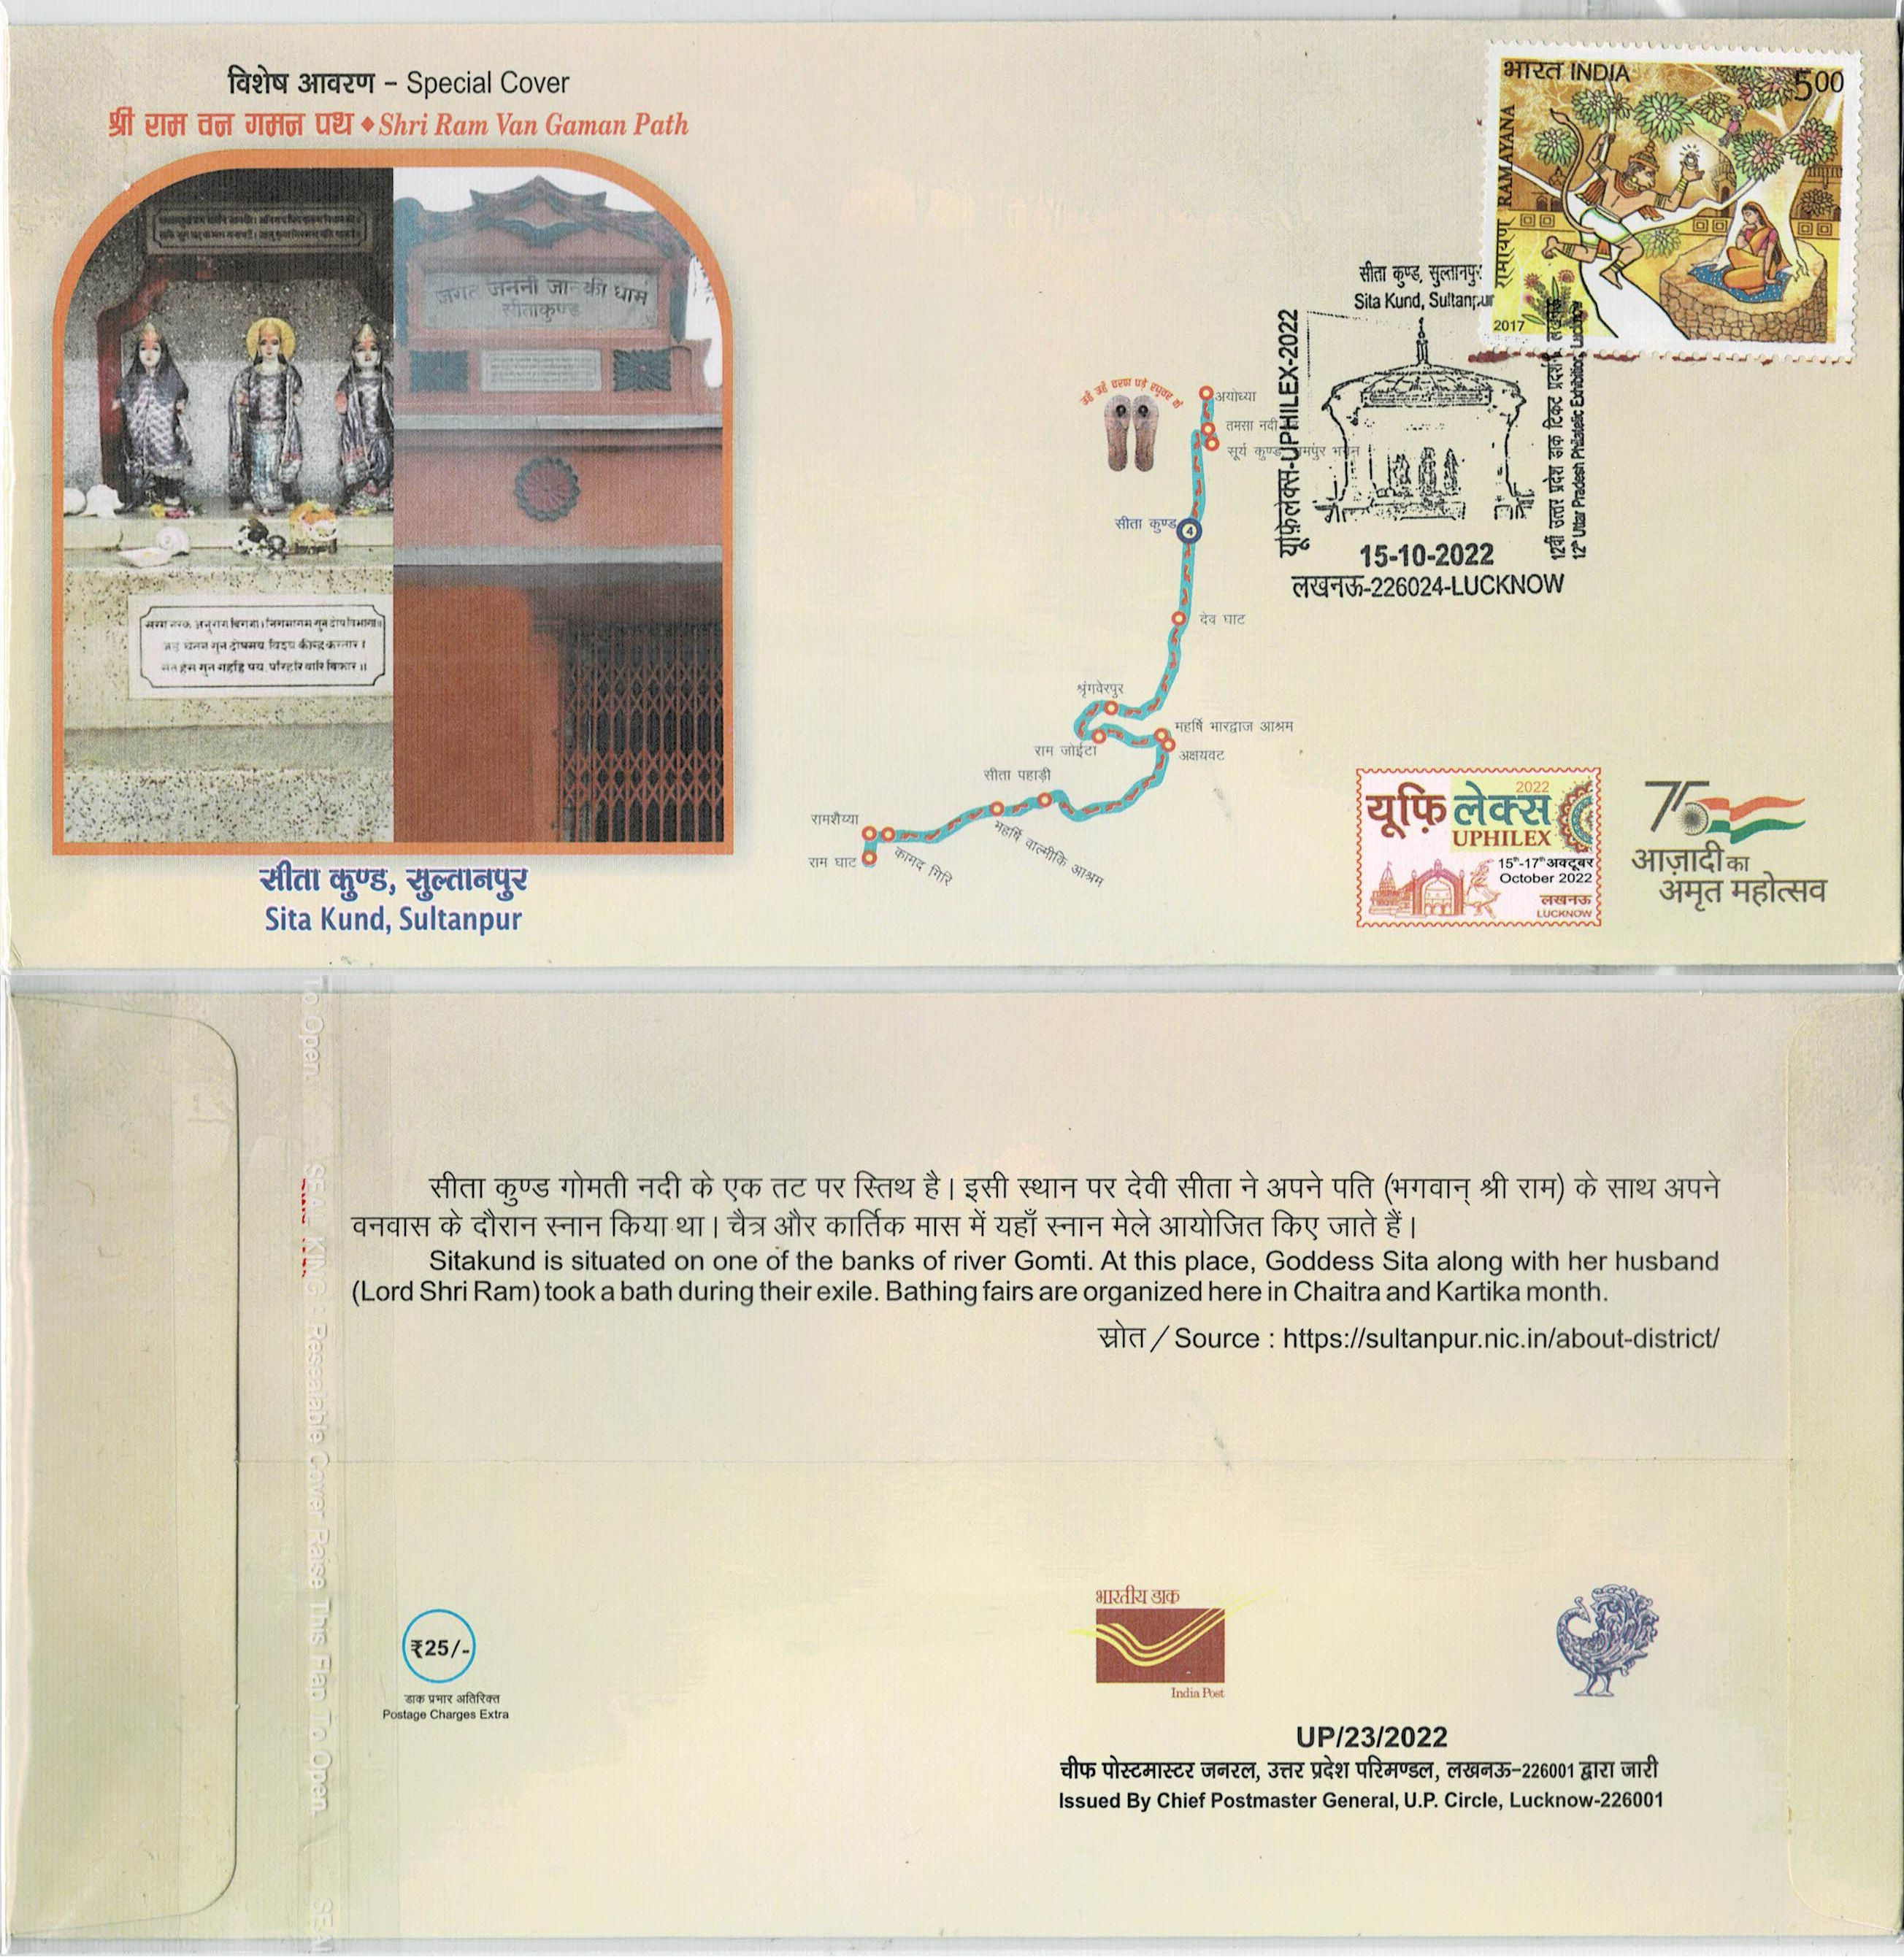 विशेष आवरण – Special Cover
श्री राम वन गमन पथ ♦ Shri Ram Van Gaman Path
जगत जननी जानकी धाम
सीताकुण्ड
जड़ चेतन गुन दोषमय विश्व कीन्ह करतार ।
संत हंस गुन गहहिं पय परिहरि वारि विकार ॥
सीता कुण्ड, सुल्तानपुर
Sita Kund, Sultanpur
जहँ जहँ चरण पड़े रघुवर के
अयोध्या
तमसा नदी
सूर्य कुण्ड
सीता कुण्ड
4
देव घाट
श्रृंगवेरपुर
महर्षि भारद्वाज आश्रम
राम जोईटा
अक्षयवट
सीता पहाड़ी
महर्षि वाल्मीकि आश्रम
रामशैय्या
कामद गिरि
राम घाट
भारत INDIA
500
रामायण RAMAYANA
2017
सीता कुण्ड, सुल्तानपुर
Sita Kund, Sultanpur
यूफ़िलेक्स-UPHILEX-2022
12वीं उत्तर प्रदेश डाक टिकट प्रदर्शनी, लखनऊ
12th Uttar Pradesh Philatelic Exhibition, Lucknow
15-10-2022
लखनऊ-226024-LUCKNOW
2022
यूफिलेक्स
UPHILEX
15th-17th अक्टूबर
October 2022
लखनऊ
LUCKNOW
75
आज़ादी का
अमृत महोत्सव
To Open. SEAL KING : Resealable Cover Raise This Flap To Open. SEAL
सीता कुण्ड गोमती नदी के एक तट पर स्तिथ है। इसी स्थान पर देवी सीता ने अपने पति (भगवान् श्री राम) के साथ अपने
वनवास के दौरान स्नान किया था। चैत्र और कार्तिक मास में यहाँ स्नान मेले आयोजित किए जाते हैं।
Sitakund is situated on one of the banks of river Gomti. At this place, Goddess Sita along with her husband
(Lord Shri Ram) took a bath during their exile. Bathing fairs are organized here in Chaitra and Kartika month.
स्रोत / Source : https://sultanpur.nic.in/about-district/
₹25/-
डाक प्रभार अतिरिक्त
Postage Charges Extra
भारतीय डाक
India Post
UP/23/2022
चीफ पोस्टमास्टर जनरल, उत्तर प्रदेश परिमण्डल, लखनऊ-226001 द्वारा जारी
Issued By Chief Postmaster General, U.P. Circle, Lucknow-226001